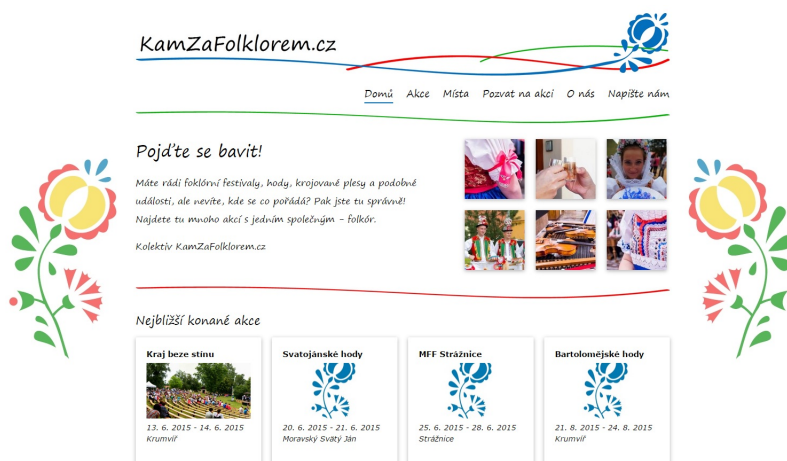 KamZaFolklorem.cz
Domů Akce Místa Pozvat na akci O nás Napište nám
Pojďte se bavit!
Máte rádi foklórní festivaly, hody, krojované plesy a podobné
události, ale nevíte, kde se co pořádá? Pak jste tu správně!
Najdete tu mnoho akcí s jedním společným - folkór.
Kolektiv KamZaFolklorem.cz
Nejbližší konané akce
Kraj beze stínu
13. 6. 2015 - 14. 6. 2015
Krumvíř
Svatojánské hody
20. 6. 2015 - 21. 6. 2015
Moravský Svätý Ján
MFF Strážnice
25. 6. 2015 - 28. 6. 2015
Strážnice
Bartolomějské hody
21. 8. 2015 - 24. 8. 2015
Krumvíř